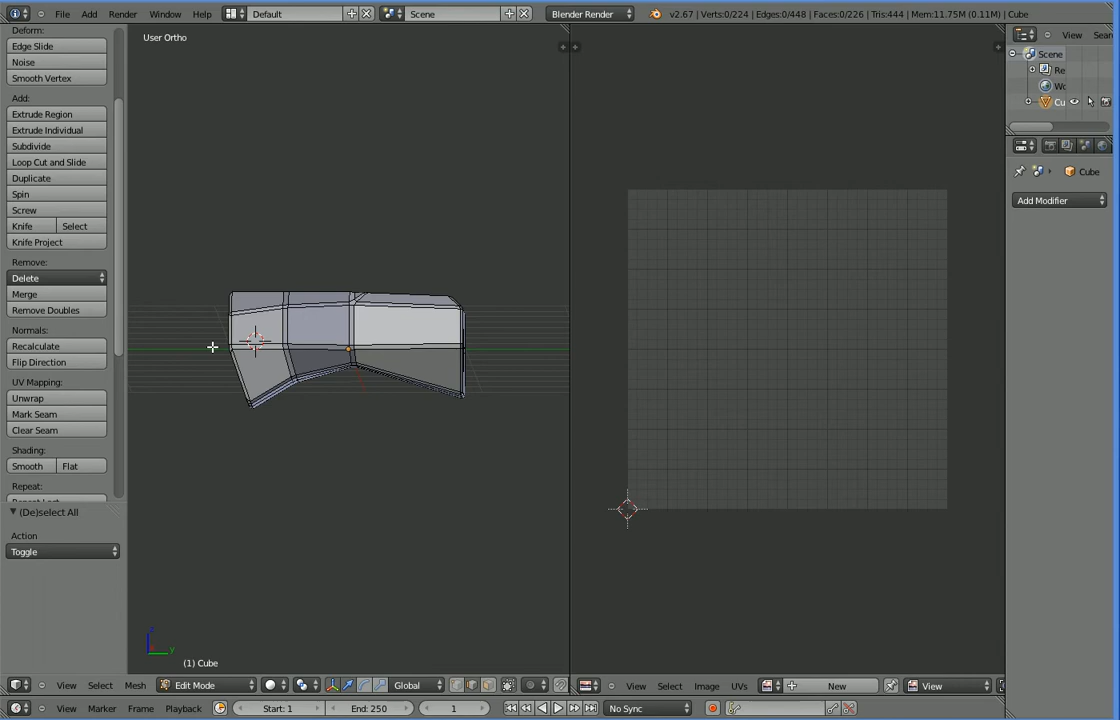 File Add Render Window Help Default Scene Blender Render v2.67 | Verts:0/224 | Edges:0/448 | Faces:0/226 | Tris:444 | Mem:11.75M (0.11M) | Cube
Deform:
Edge Slide
Noise
Smooth Vertex
Add:
Extrude Region
Extrude Individual
Subdivide
Loop Cut and Slide
Duplicate
Spin
Screw
Knife Select
Knife Project
Remove:
Delete
Merge
Remove Doubles
Normals:
Recalculate
Flip Direction
UV Mapping:
Unwrap
Mark Seam
Clear Seam
Shading:
Smooth Flat
Repeat:
(De)select All
Action
Toggle
User Ortho
z
y
(1) Cube
View Sear
Scene
Re
Wo
Cu
Cube
Add Modifier
View Select Mesh Edit Mode Global View Select Image UVs New View
View Marker Frame Playback Start: 1 End: 250 1 No Sync